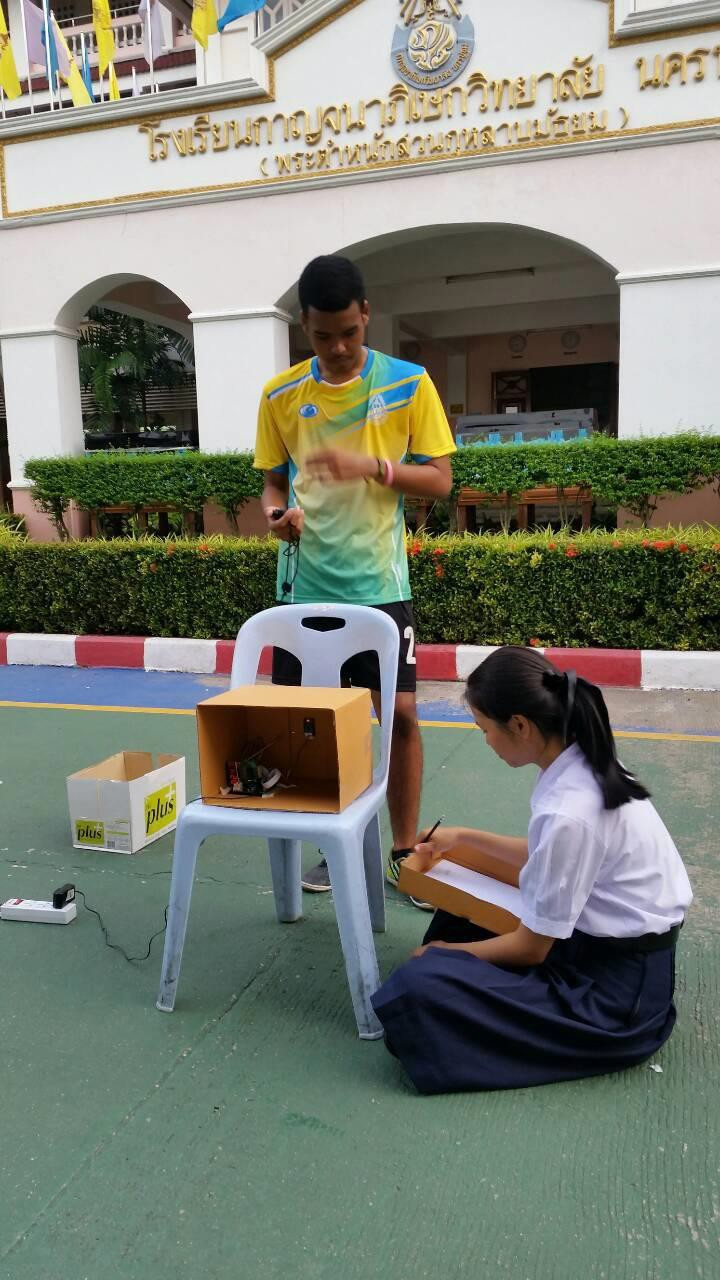 โรงเรียนกาญจนาภิเษกวิทยาลัย นคร
( พระตำหนักสวนกุหลาบมัธยม )
2
plus
plus